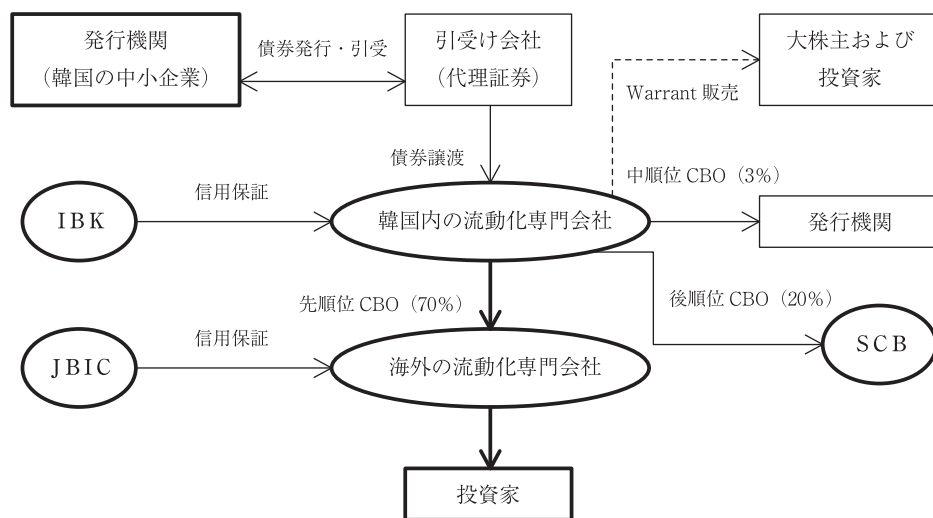 発行機関
(韓国の中小企業)
債券発行・引受
引受け会社
(代理証券)
大株主および
投資家
Warrant 販売
債券譲渡
中順位 CBO(3%)
IBK
信用保証
韓国内の流動化専門会社
発行機関
先順位 CBO(70%)
後順位 CBO(20%)
JBIC
信用保証
海外の流動化専門会社
SCB
投資家